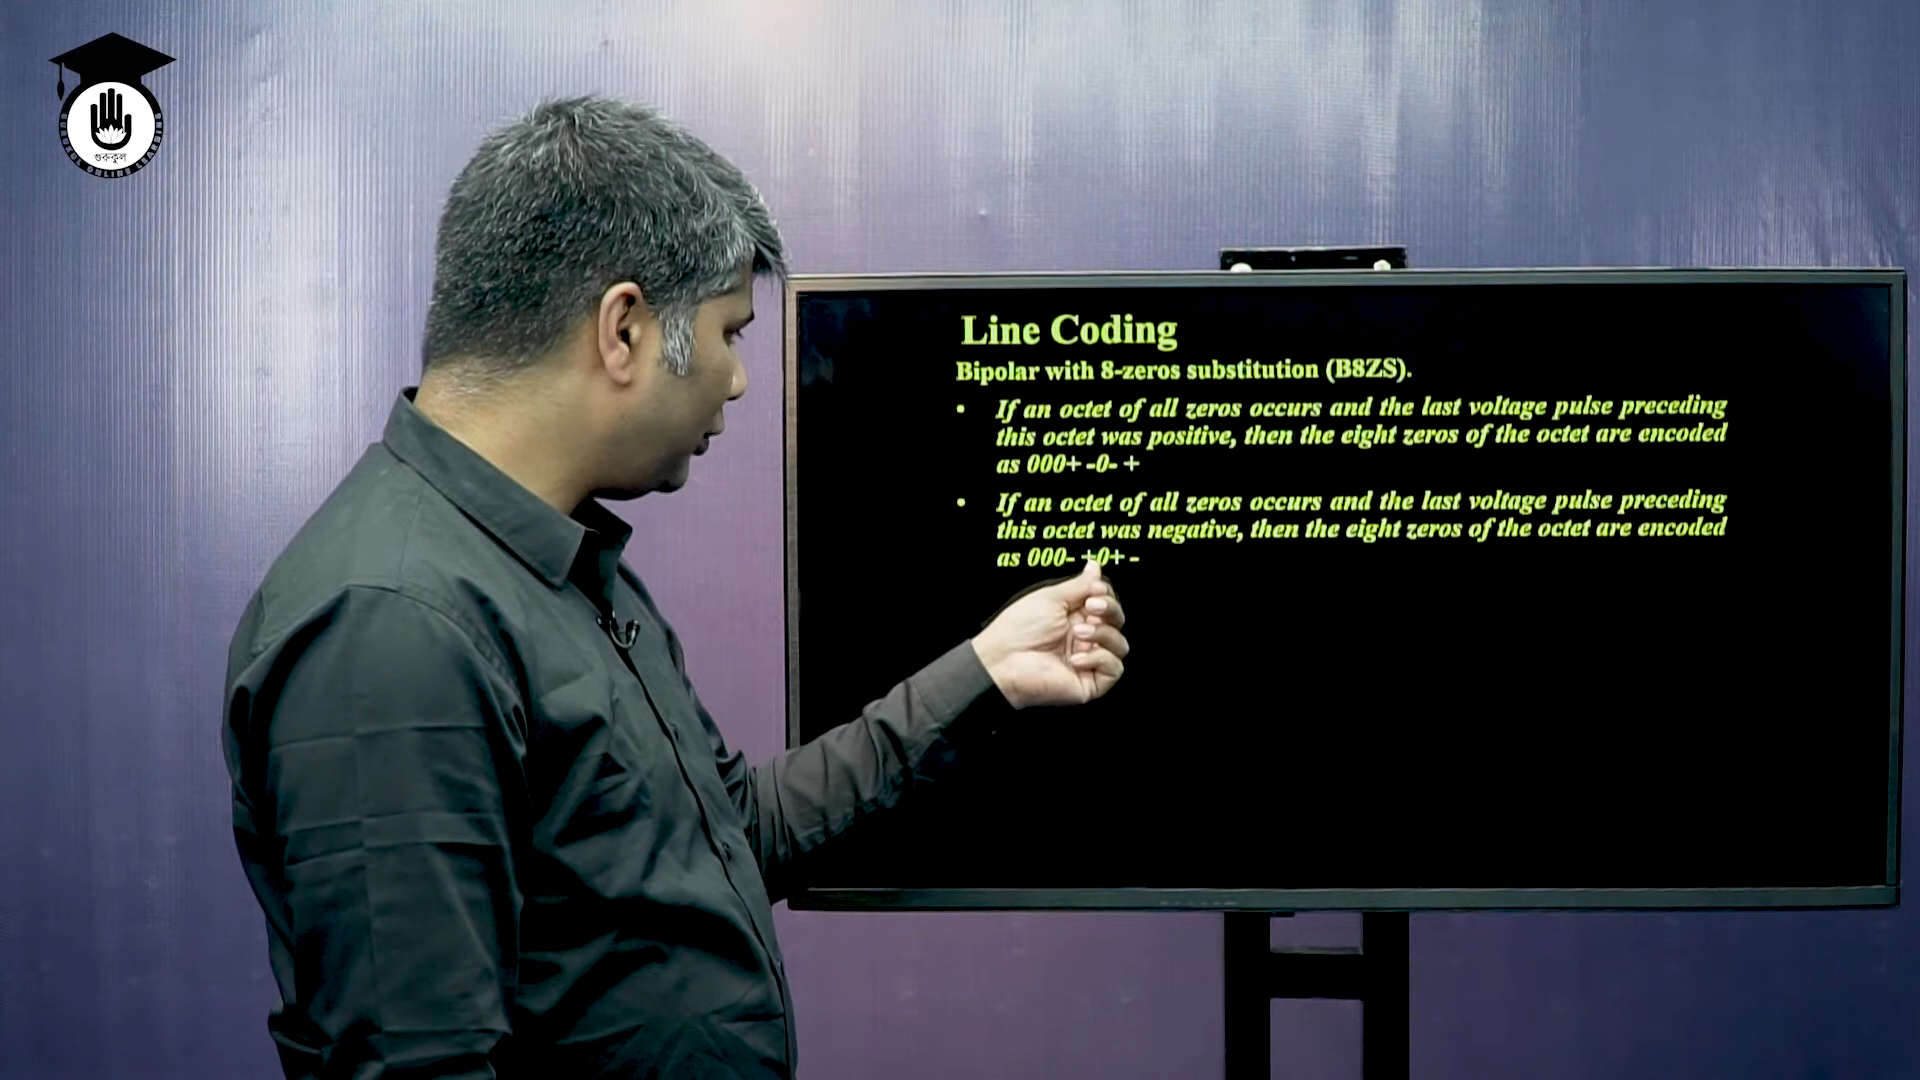 গুরুকুল
GURUKUL ONLINE LEARNING
Line Coding
Bipolar with 8-zeros substitution (B8ZS).
• If an octet of all zeros occurs and the last voltage pulse preceding
this octet was positive, then the eight zeros of the octet are encoded
as 000+ -0- +
• If an octet of all zeros occurs and the last voltage pulse preceding
this octet was negative, then the eight zeros of the octet are encoded
as 000- +0+ -